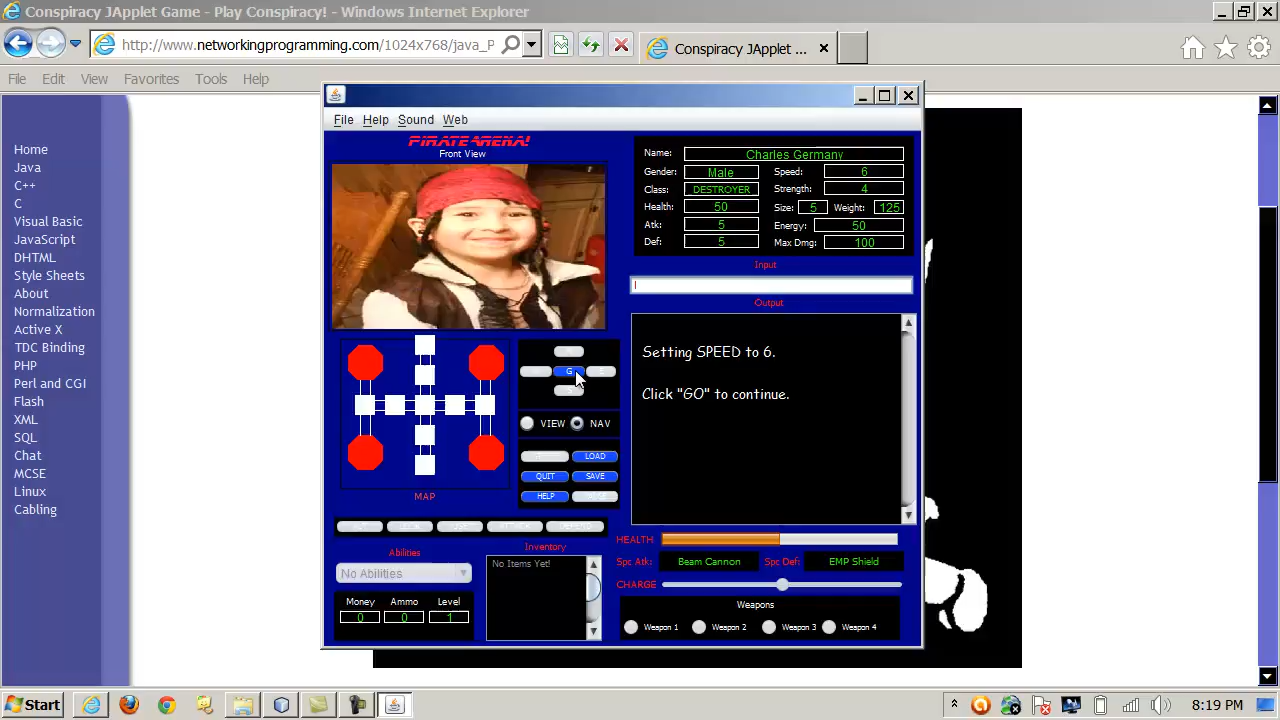 Conspiracy JApplet Game - Play Conspiracy! - Windows Internet Explorer
http://www.networkingprogramming.com/1024x768/java_P
Conspiracy JApplet ...
File Edit View Favorites Tools Help
Home
Java
C++
C
Visual Basic
JavaScript
DHTML
Style Sheets
About
Normalization
Active X
TDC Binding
PHP
Perl and CGI
Flash
XML
SQL
Chat
MCSE
Linux
Cabling
File Help Sound Web
PIRATE ARENA!
Front View
Name: Charles Germany
Gender: Male Speed: 6
Class: DESTROYER Strength: 4
Health: 50 Size: 5 Weight: 125
Atk: 5 Energy: 50
Def: 5 Max Dmg: 100
Input
Output
Setting SPEED to 6.
Click "GO" to continue.
G
S
VIEW NAV
LOAD
QUIT SAVE
HELP
MAP
HEALTH
Spc Atk: Beam Cannon Spc Def: EMP Shield
CHARGE
Abilities
No Abilities
Inventory
No Items Yet!
Money Ammo Level
0 0 1
Weapons
Weapon 1 Weapon 2 Weapon 3 Weapon 4
Start
8:19 PM